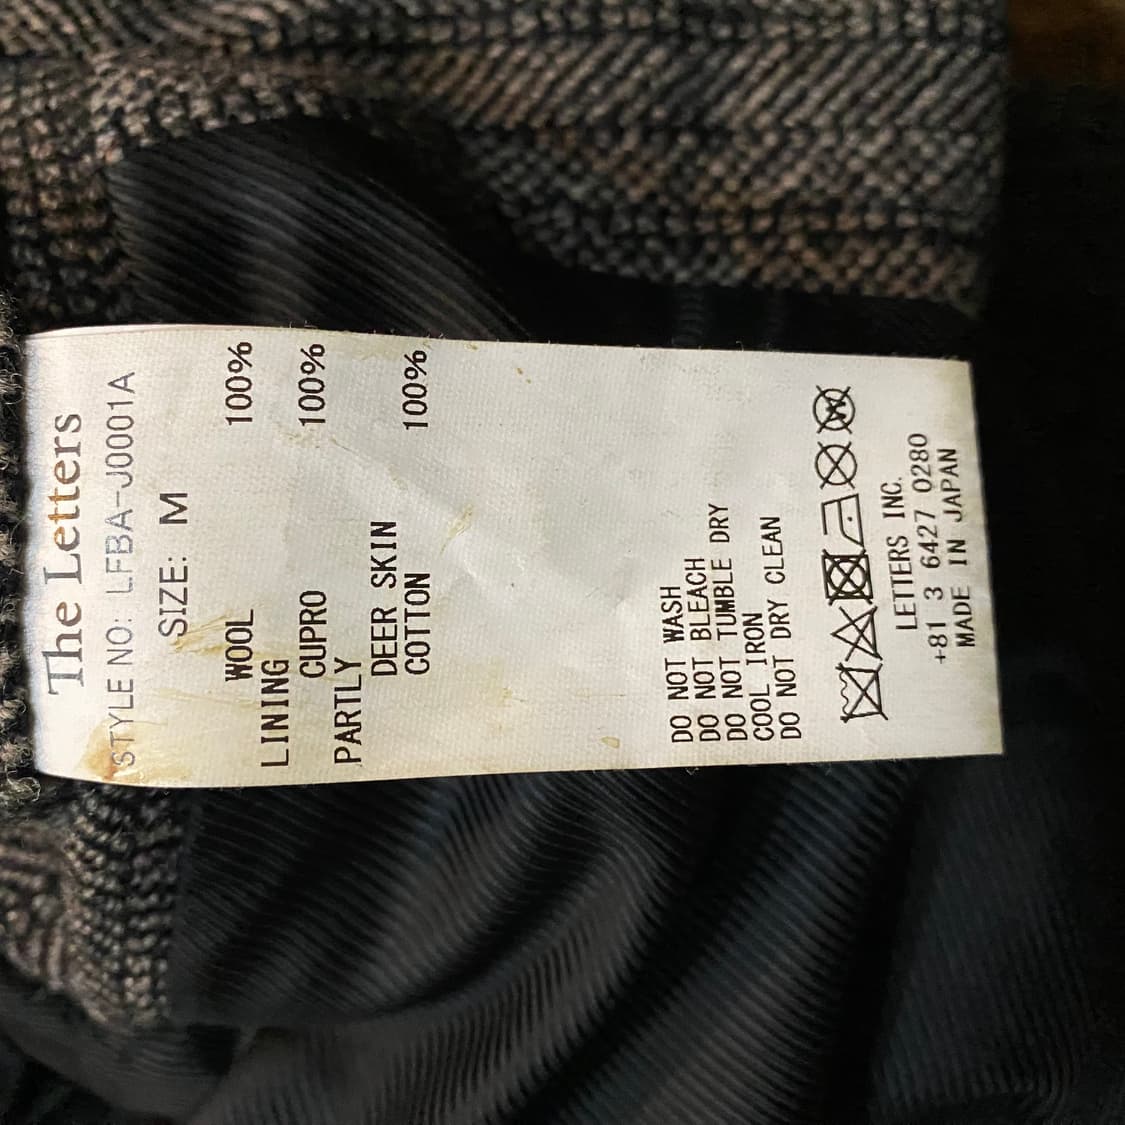 The Letters
STYLE NO: LFBA-J0001A
SIZE: M
WOOL 100%
LINING
CUPRO 100%
PARTLY
DEER SKIN
COTTON 100%
DO NOT WASH
DO NOT BLEACH
DO NOT TUMBLE DRY
COOL IRON
DO NOT DRY CLEAN
W
LETTERS INC.
+81 3 6427 0280
MADE IN JAPAN